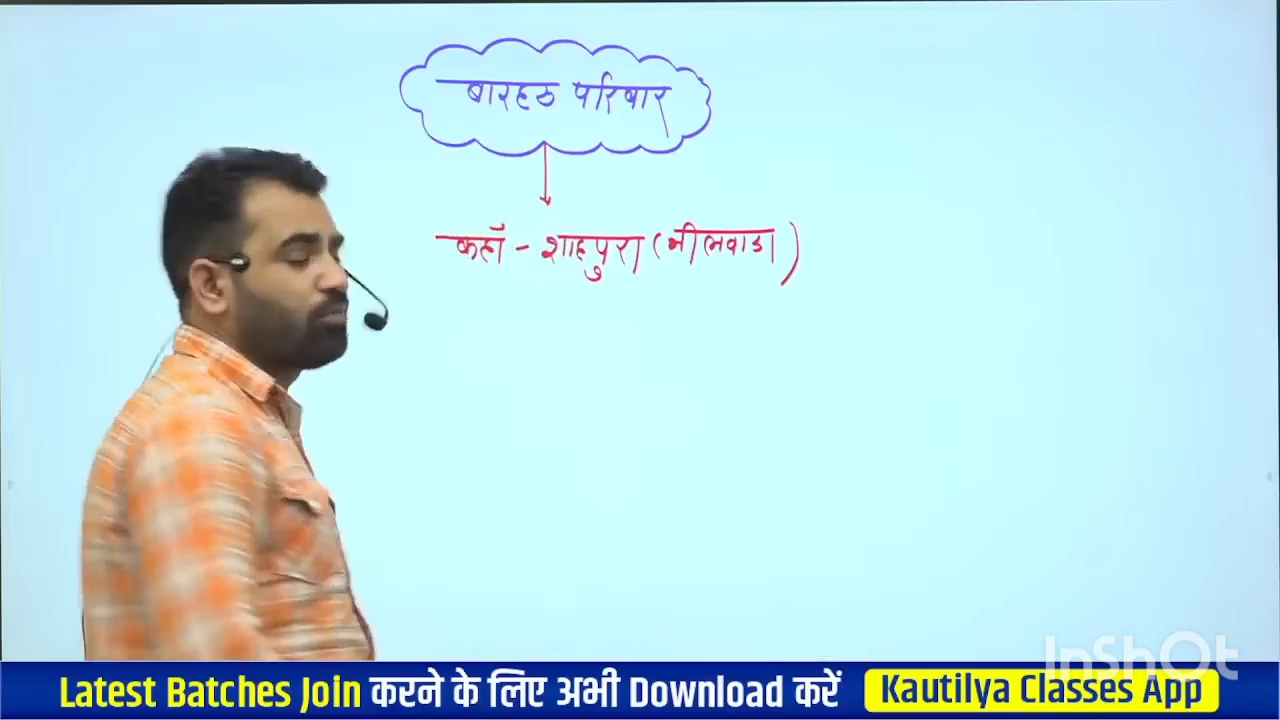 बारहठ परिवार
कहाँ - शाहपुरा (भीलवाडा)
InShOt
Latest Batches Join करने के लिए अभी Download करें Kautilya Classes App